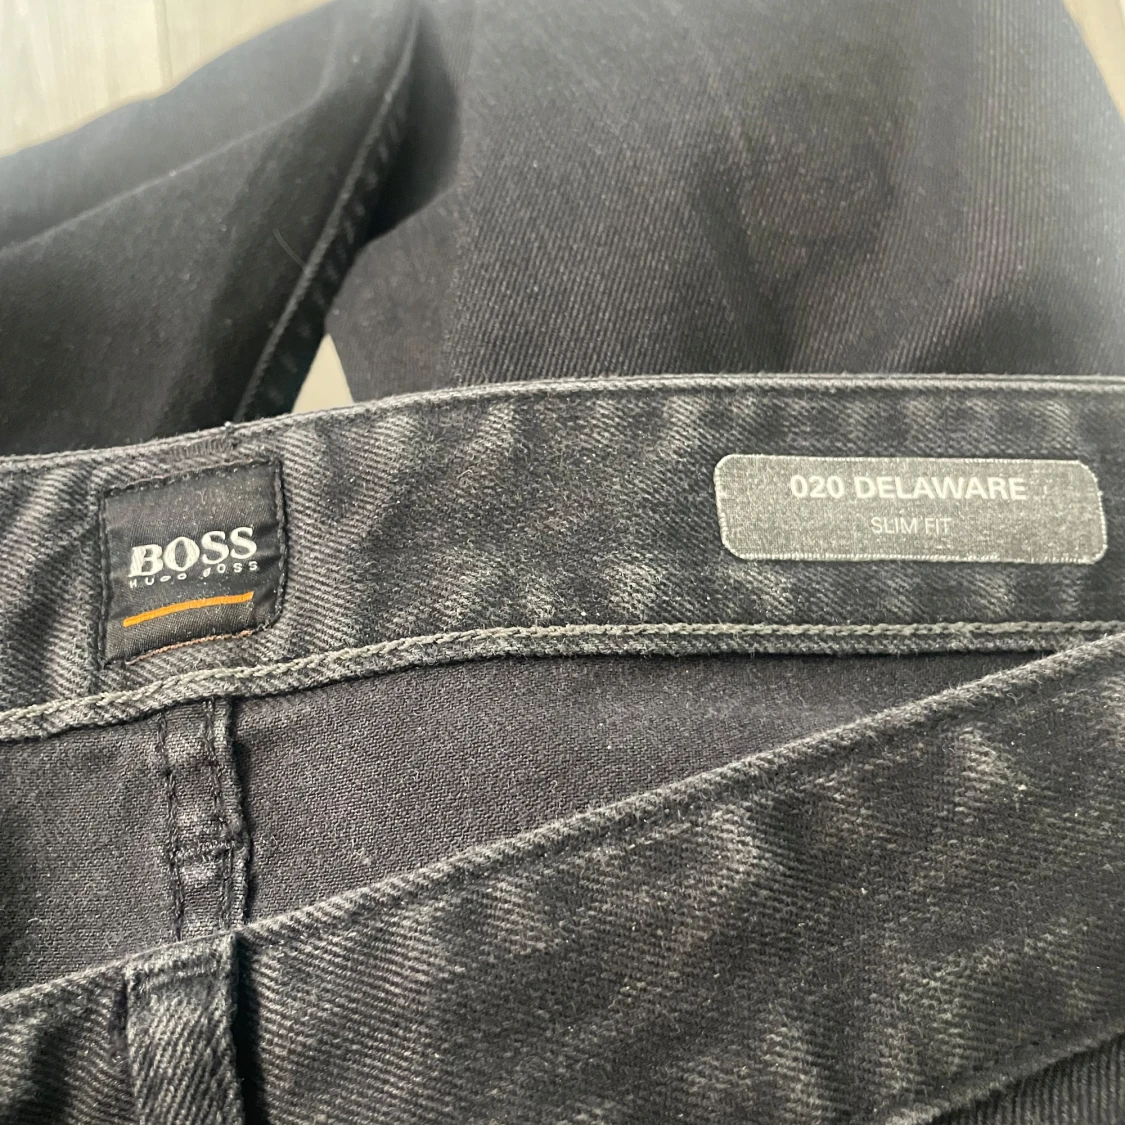 BOSS
HUGO BOSS
020 DELAWARE
SLIM FIT